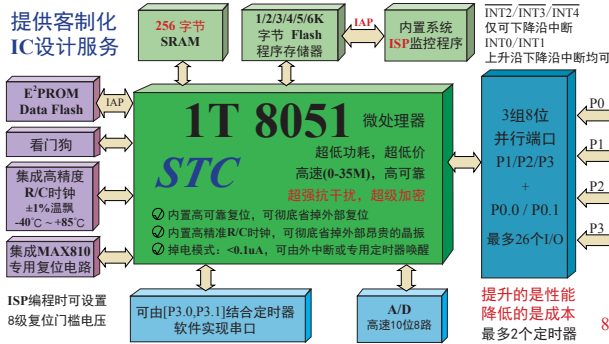 提供客制化
IC设计服务
256 字节
SRAM
1/2/3/4/5/6K
字节 Flash
程序存储器
IAP
内置系统
ISP监控程序
INT2/INT3/INT4
仅可下降沿中断
INT0/INT1
上升沿下降沿中断均可
E²PROM
Data Flash
IAP
看门狗
集成高精度
R/C时钟
±1%温飘
-40℃～+85℃
集成MAX810
专用复位电路
ISP编程时可设置
8级复位门槛电压
1T 8051 微处理器
STC
超低功耗，超低价
高速(0-35M)，高可靠
超强抗干扰，超级加密
内置高可靠复位，可彻底省掉外部复位
内置高精准R/C时钟，可彻底省掉外部昂贵的晶振
掉电模式：<0.1uA，可由外中断或专用定时器唤醒
3组8位
并行端口
P1/P2/P3
+
P0.0 / P0.1
最多26个I/O
P0
P1
P2
P3
可由[P3.0,P3.1]结合定时器
软件实现串口
A/D
高速10位8路
提升的是性能
降低的是成本
最多2个定时器
8